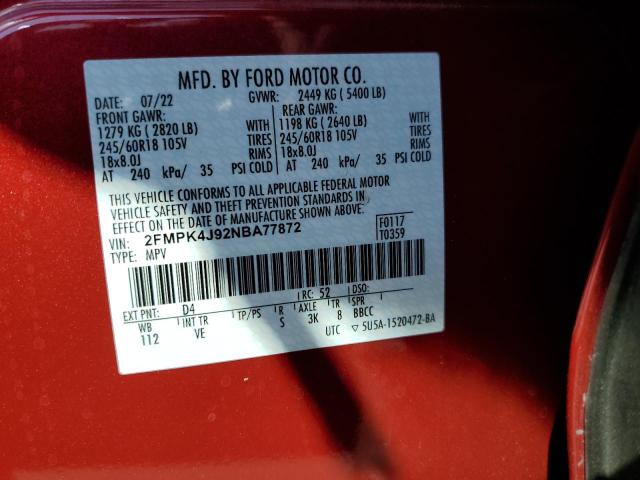 MFD. BY FORD MOTOR CO.
DATE: 07/22 GVWR: 2449 KG ( 5400 LB)
FRONT GAWR: REAR GAWR:
1279 KG ( 2820 LB) WITH 1198 KG ( 2640 LB) WITH
245/60R18 105V TIRES 245/60R18 105V TIRES
18x8.0J RIMS 18x8.0J RIMS
AT 240 kPa/ 35 PSI COLD AT 240 kPa/ 35 PSI COLD
THIS VEHICLE CONFORMS TO ALL APPLICABLE FEDERAL MOTOR
VEHICLE SAFETY AND THEFT PREVENTION STANDARDS IN
EFFECT ON THE DATE OF MANUFACTURE SHOWN ABOVE.
VIN: 2FMPK4J92NBA77872 F0117
TYPE: MPV T0359
EXT PNT: D4 RC: 52 DSO:
WB INT TR TP/PS R AXLE TR SPR
112 VE S 3K 8 BBCC
UTC ▽ 5U5A-1520472-BA